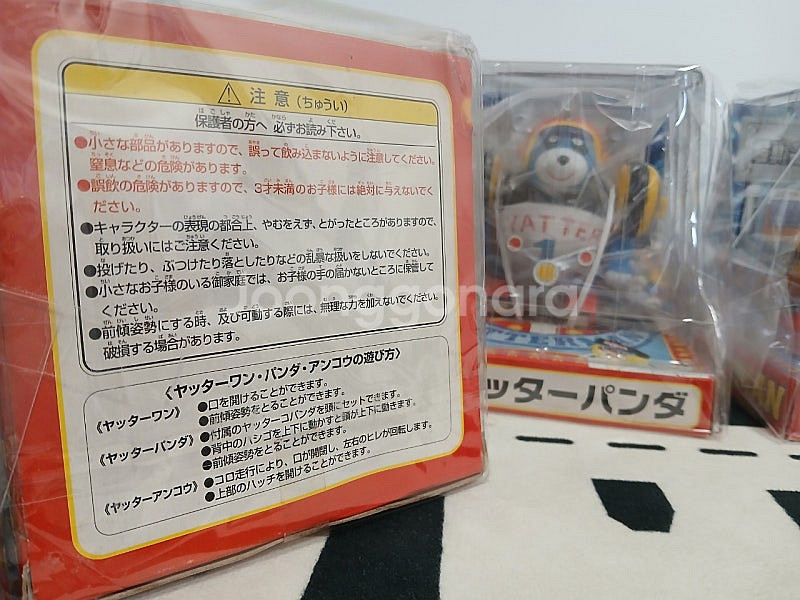 注意(ちゅうい)
保護者の方へ 必ずお読み下さい。
●小さな部品がありますので、誤って飲み込まないように注意してください。
窒息などの危険があります。
●誤飲の危険がありますので、3才未満のお子様には絶対に与えないでく
ださい。
●キャラクターの表現の都合上、やむをえず、とがったところがありますので、
取り扱いにはご注意ください。
●投げたり、ぶつけたり落としたりなどの乱暴な扱いをしないでください。
●小さなお子様のいる御家庭では、お子様の手の届かないところに保管して
ください。
●前傾姿勢にする時、及び可動する際には、無理な力を加えないでください。
破損する場合があります。
〈ヤッターワン・パンダ・アンコウの遊び方〉
《ヤッターワン》
●口を開けることができます。
●前傾姿勢をとることができます。
《ヤッターパンダ》
●付属のヤッターコパンダを頭にセットできます。
●背中のハシゴを上下に動かすと頭が上下に動きます。
●前傾姿勢をとることができます。
《ヤッターアンコウ》
●コロ走行により、口が開閉し、左右のヒレが回転します。
●上部のハッチを開けることができます。
1
ッターパンダ
joonggonara